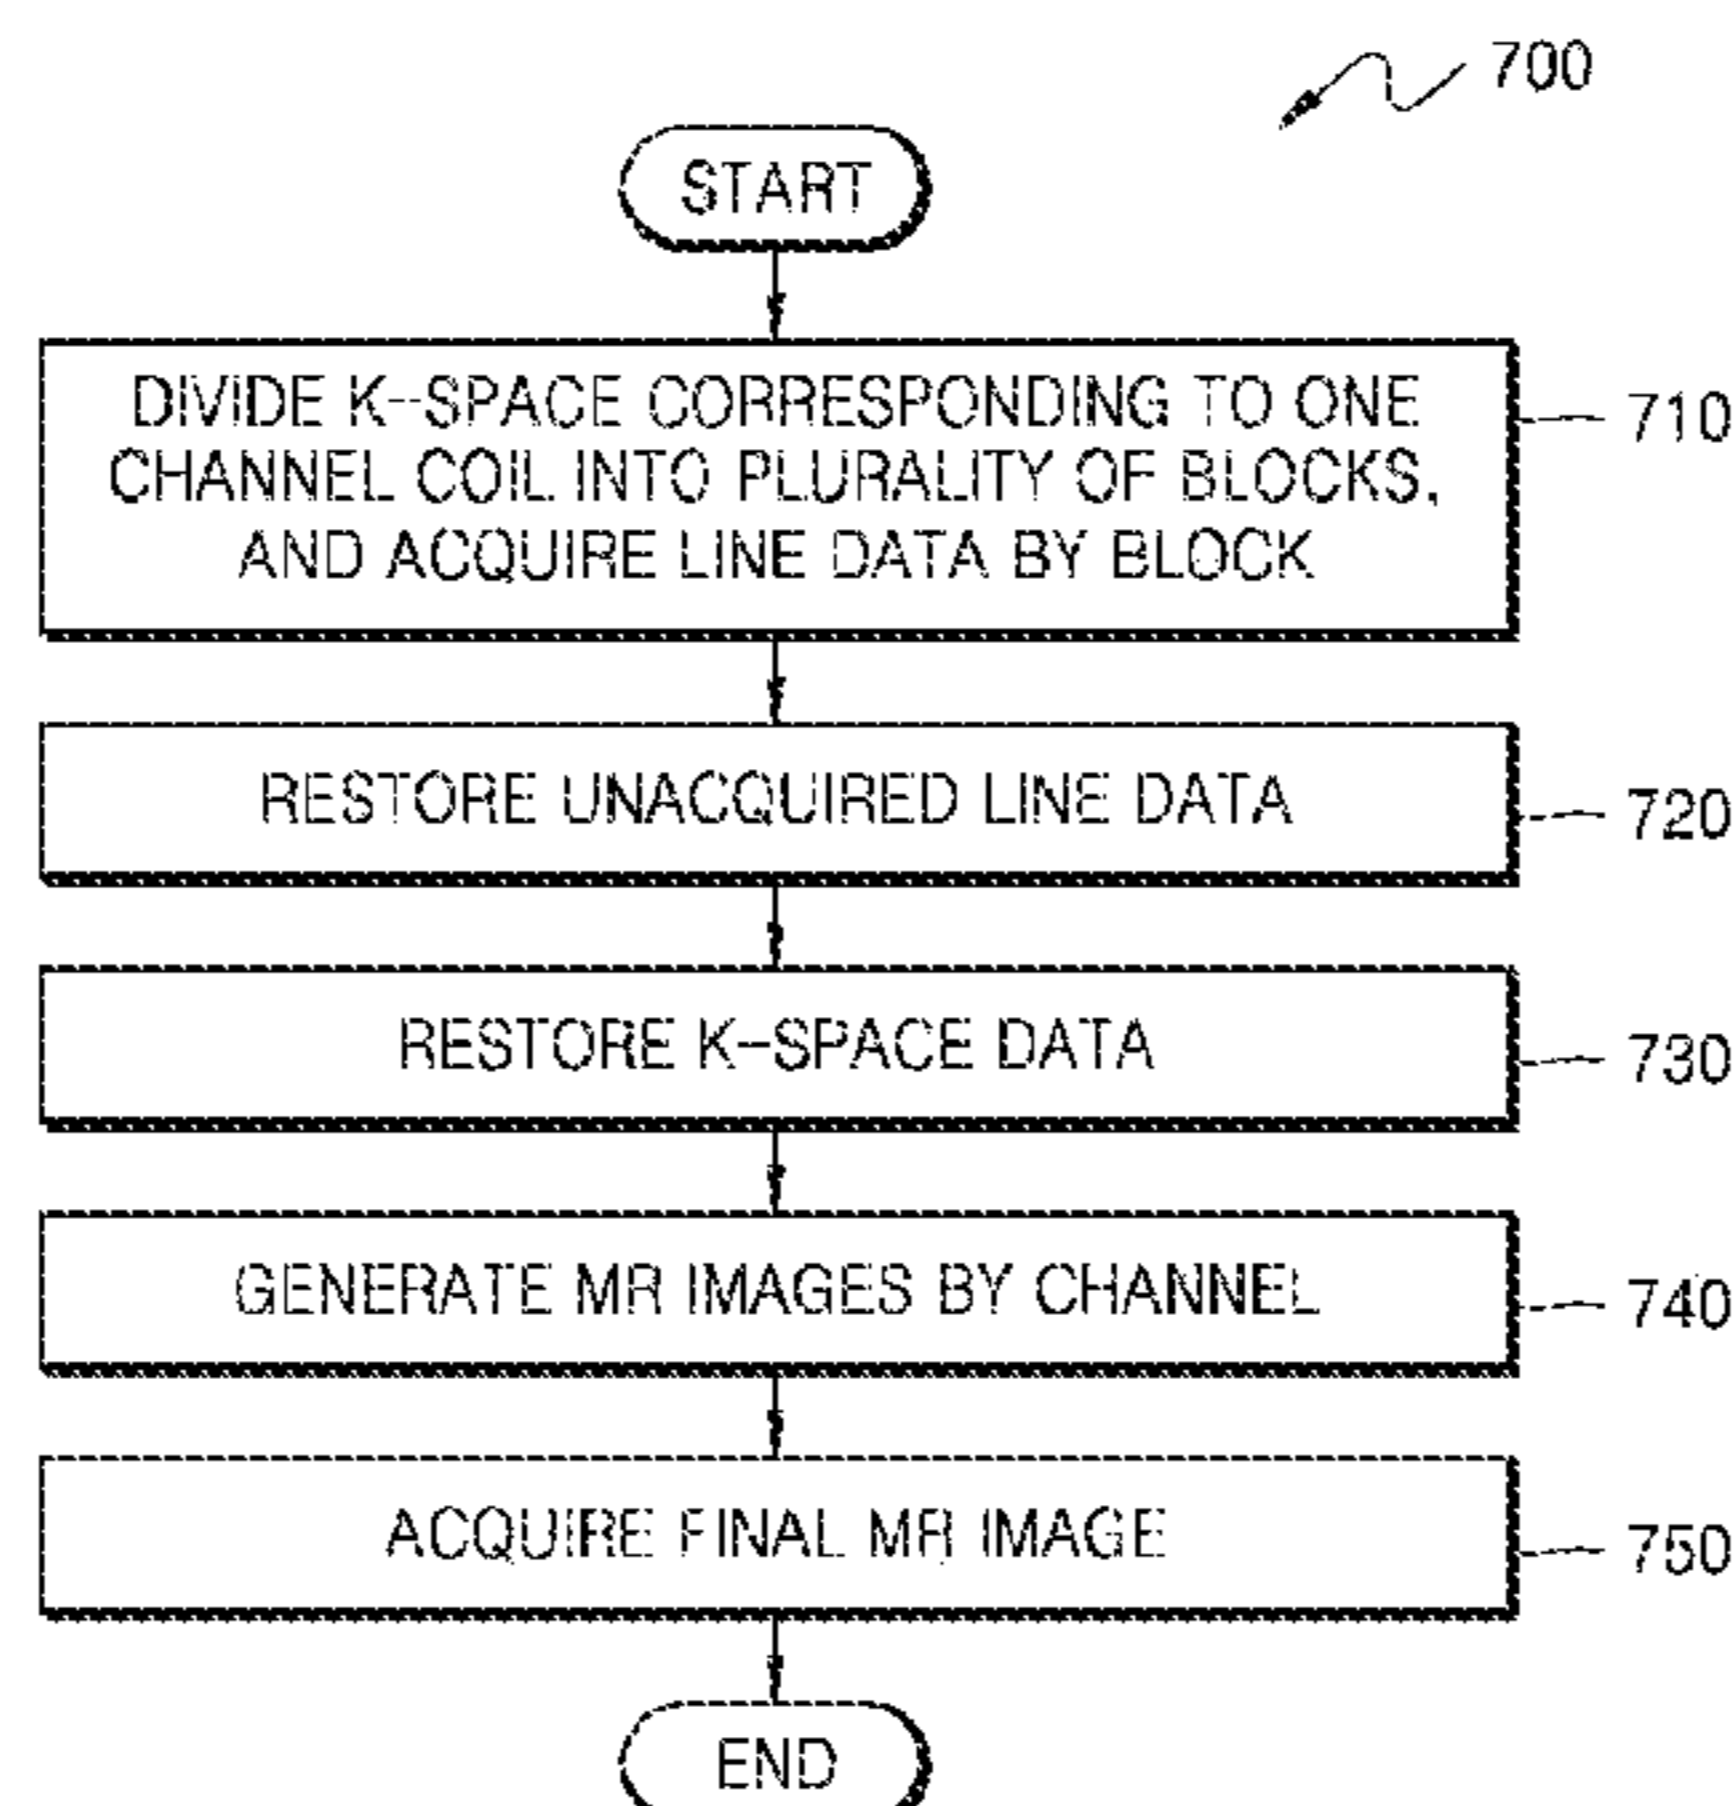 700
START
DIVIDE K-SPACE CORRESPONDING TO ONE
CHANNEL COIL INTO PLURALITY OF BLOCKS,
AND ACQUIRE LINE DATA BY BLOCK
710
RESTORE UNACQUIRED LINE DATA
720
RESTORE K-SPACE DATA
730
GENERATE MR IMAGES BY CHANNEL
740
ACQUIRE FINAL MR IMAGE
750
END